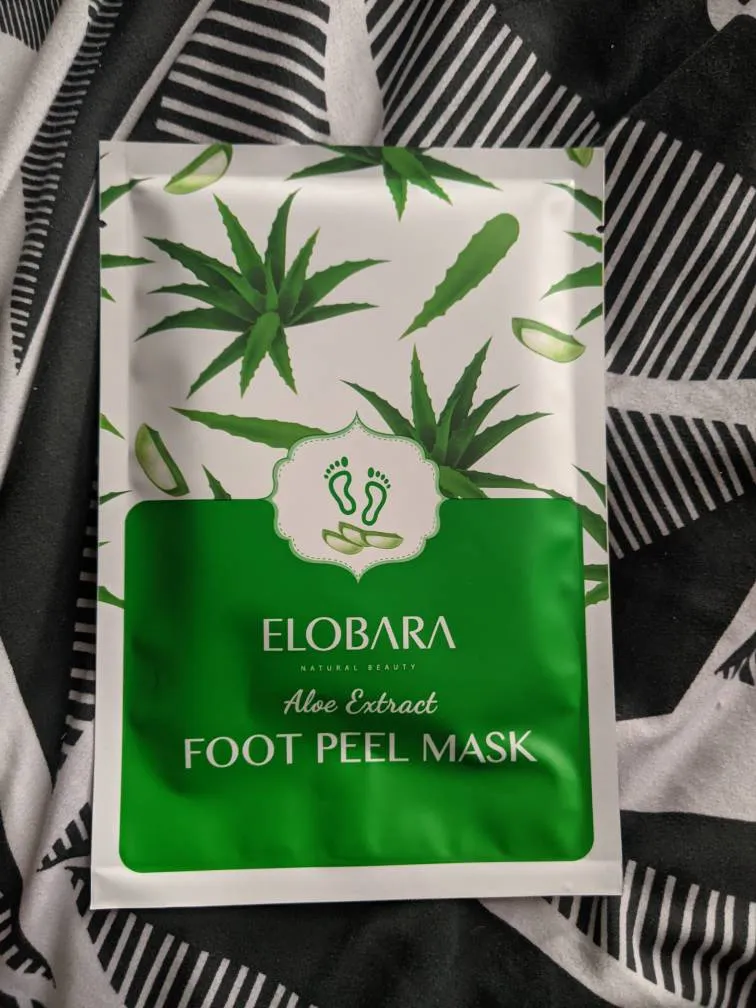 ELOBARA
NATURAL BEAUTY
Aloe Extract
FOOT PEEL MASK